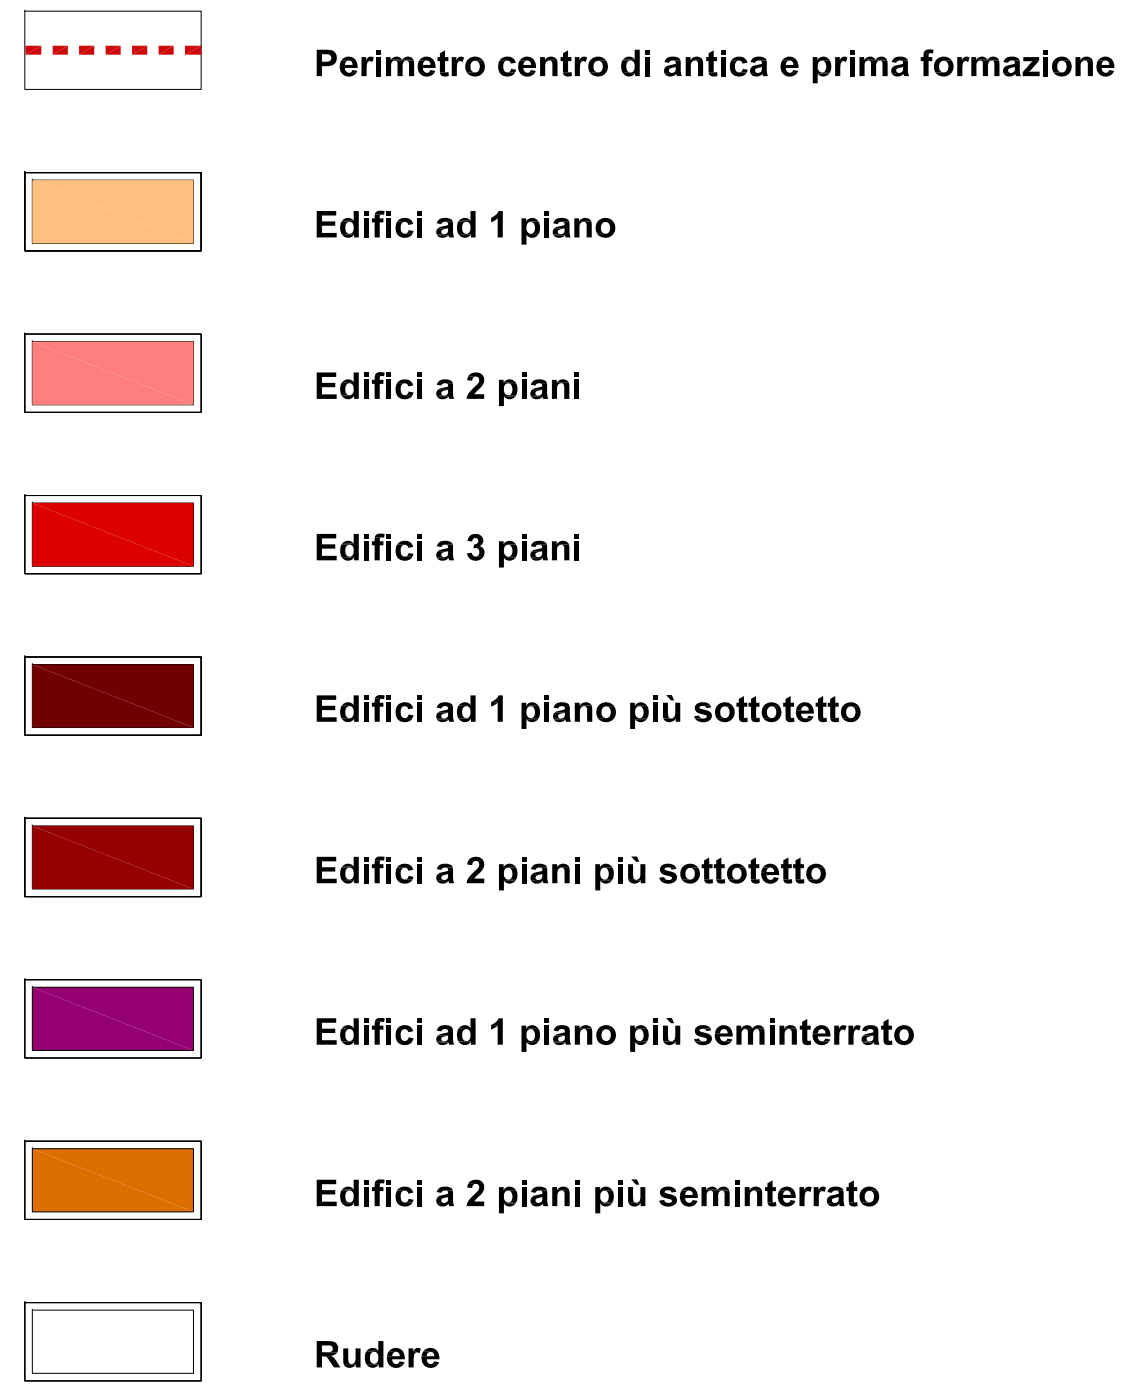 Perimetro centro di antica e prima formazione
Edifici ad 1 piano
Edifici a 2 piani
Edifici a 3 piani
Edifici ad 1 piano più sottotetto
Edifici a 2 piani più sottotetto
Edifici ad 1 piano più seminterrato
Edifici a 2 piani più seminterrato
Rudere